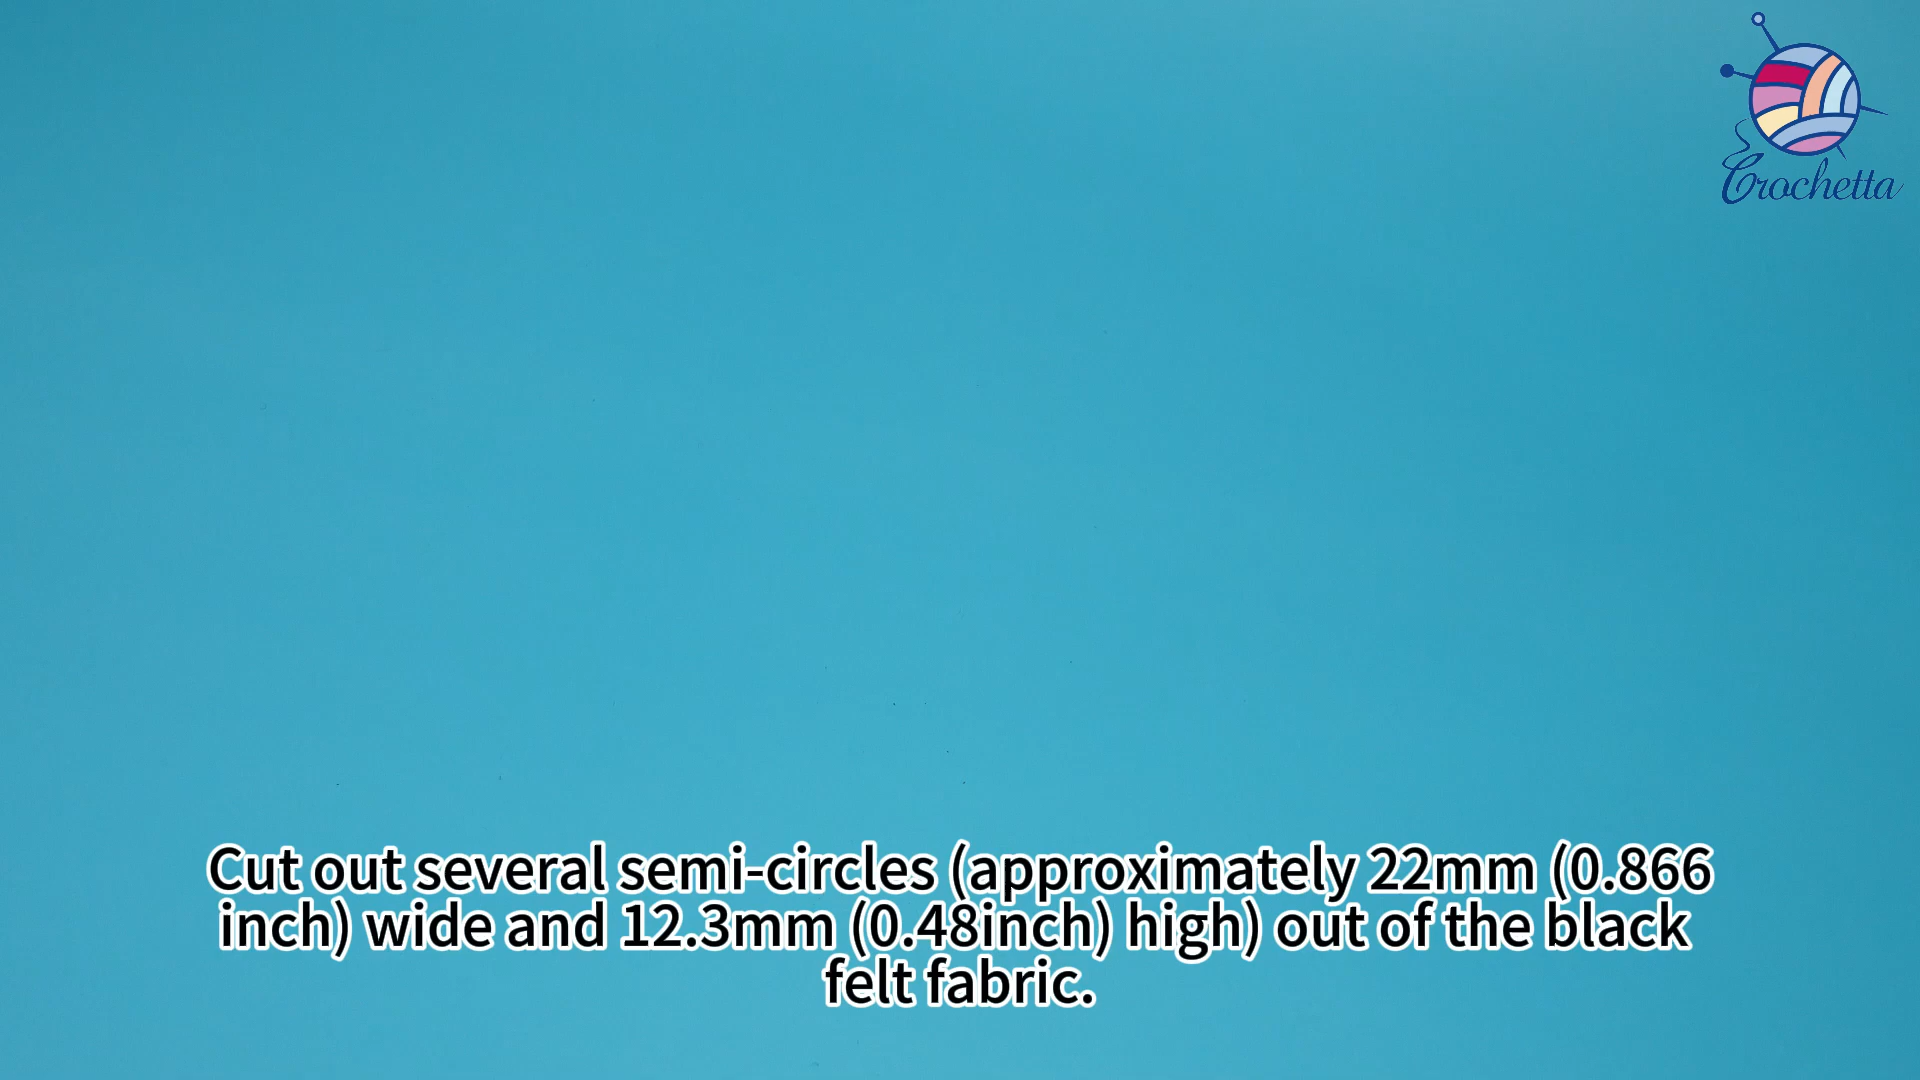 Crochetta
Cut out several semi-circles (approximately 22mm (0.866
inch) wide and 12.3mm (0.48inch) high) out of the black
felt fabric.